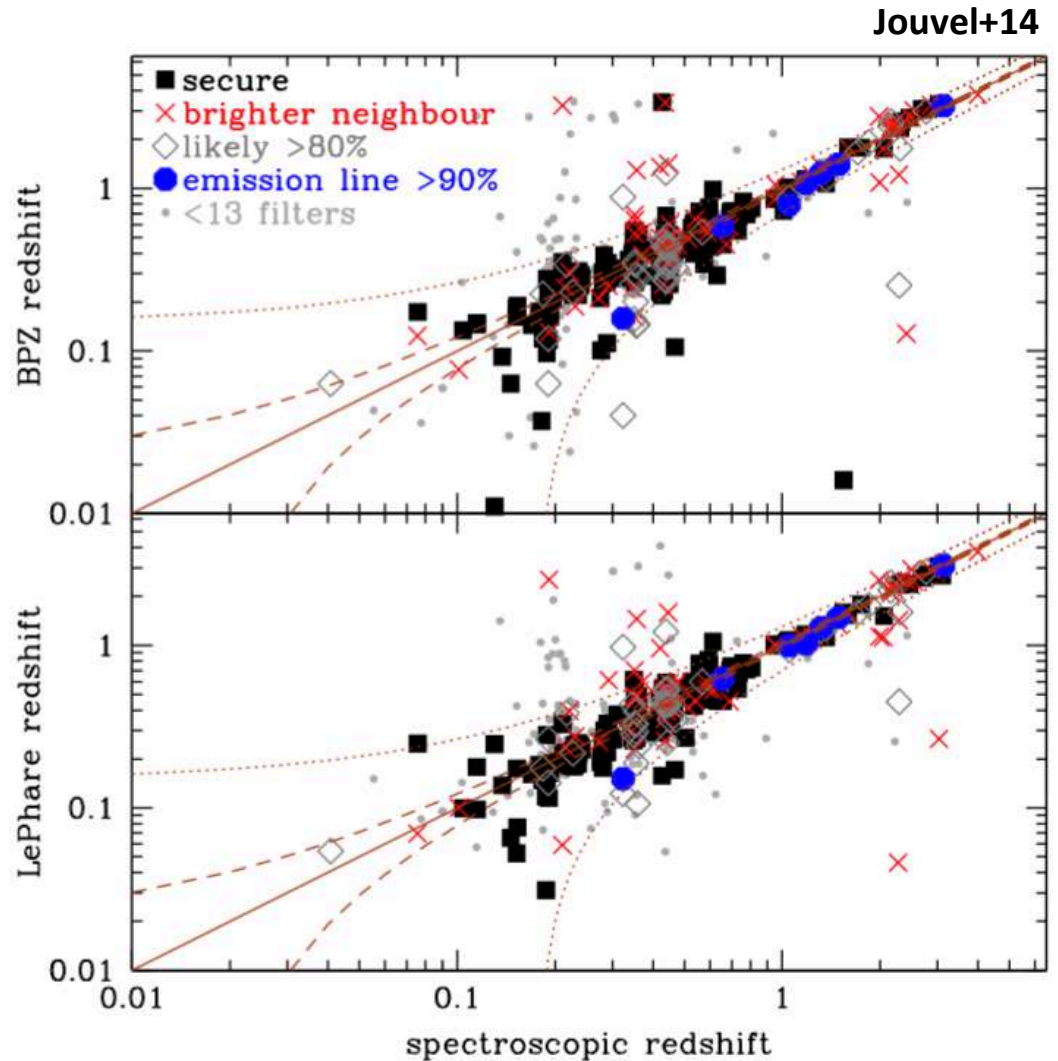 Jouvel+14
secure
brighter neighbour
likely >80%
emission line >90%
<13 filters
BPZ redshift
1
0.1
0.01
LePhare redshift
1
0.1
0.01
0.01 0.1 1
spectroscopic redshift